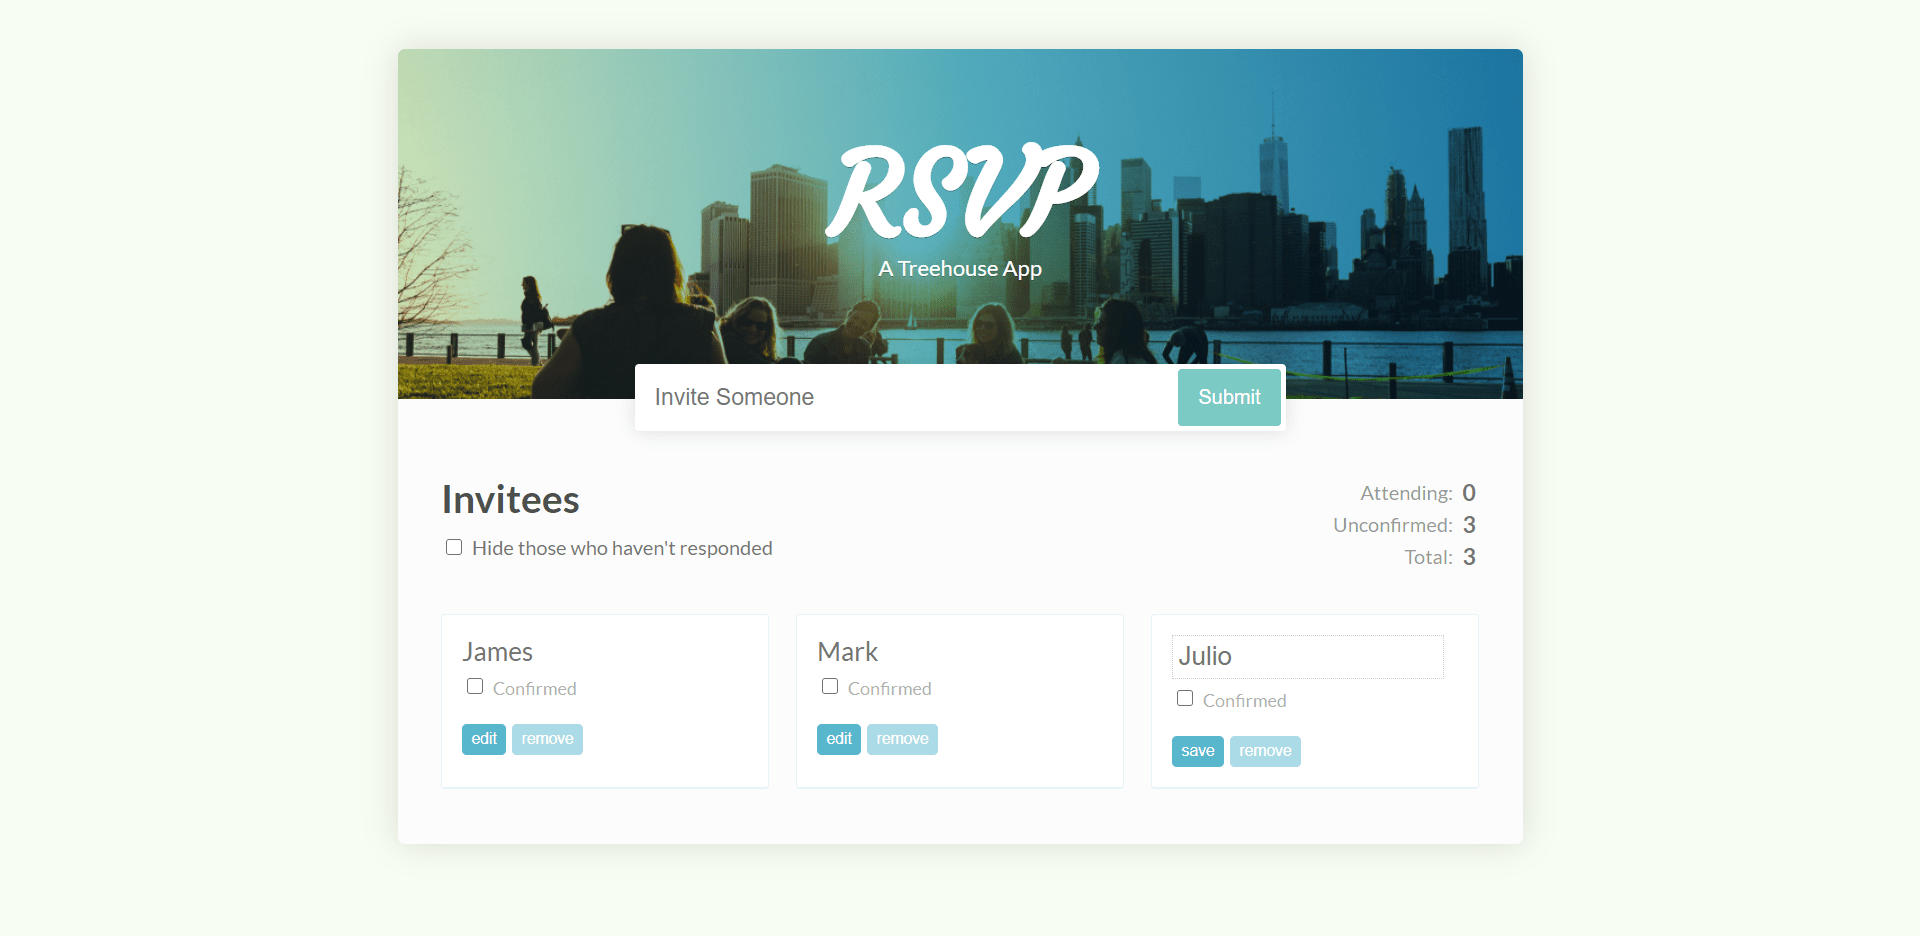 RSVP
A Treehouse App
Invite Someone
Submit
Invitees
Hide those who haven't responded
Attending: 0
Unconfirmed: 3
Total: 3
James
Confirmed
edit remove
Mark
Confirmed
edit remove
Julio
Confirmed
save remove